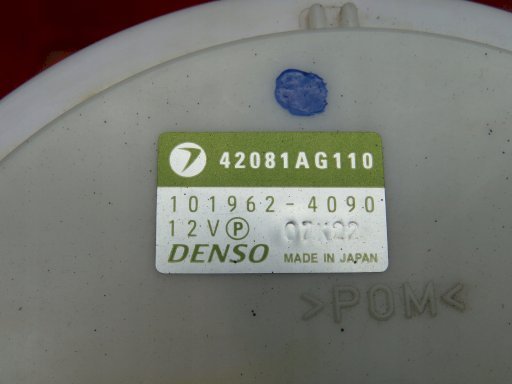 42081AG110
101962-4090
12V Ⓟ
DENSO MADE IN JAPAN
>POM<